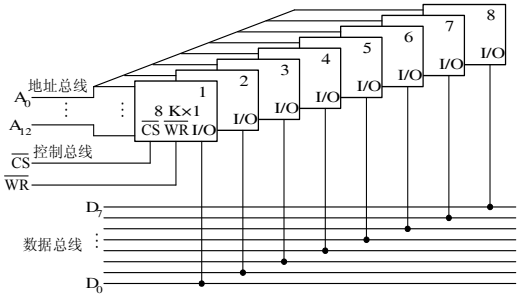 8
7
6
5
4
3
2
1
I/O
I/O
I/O
I/O
I/O
I/O
I/O
I/O
地址总线
A0
⋮ ⋮
A12
8 K×1
CS WR
CS 控制总线
WR
D7
数据总线 ⋮
D0